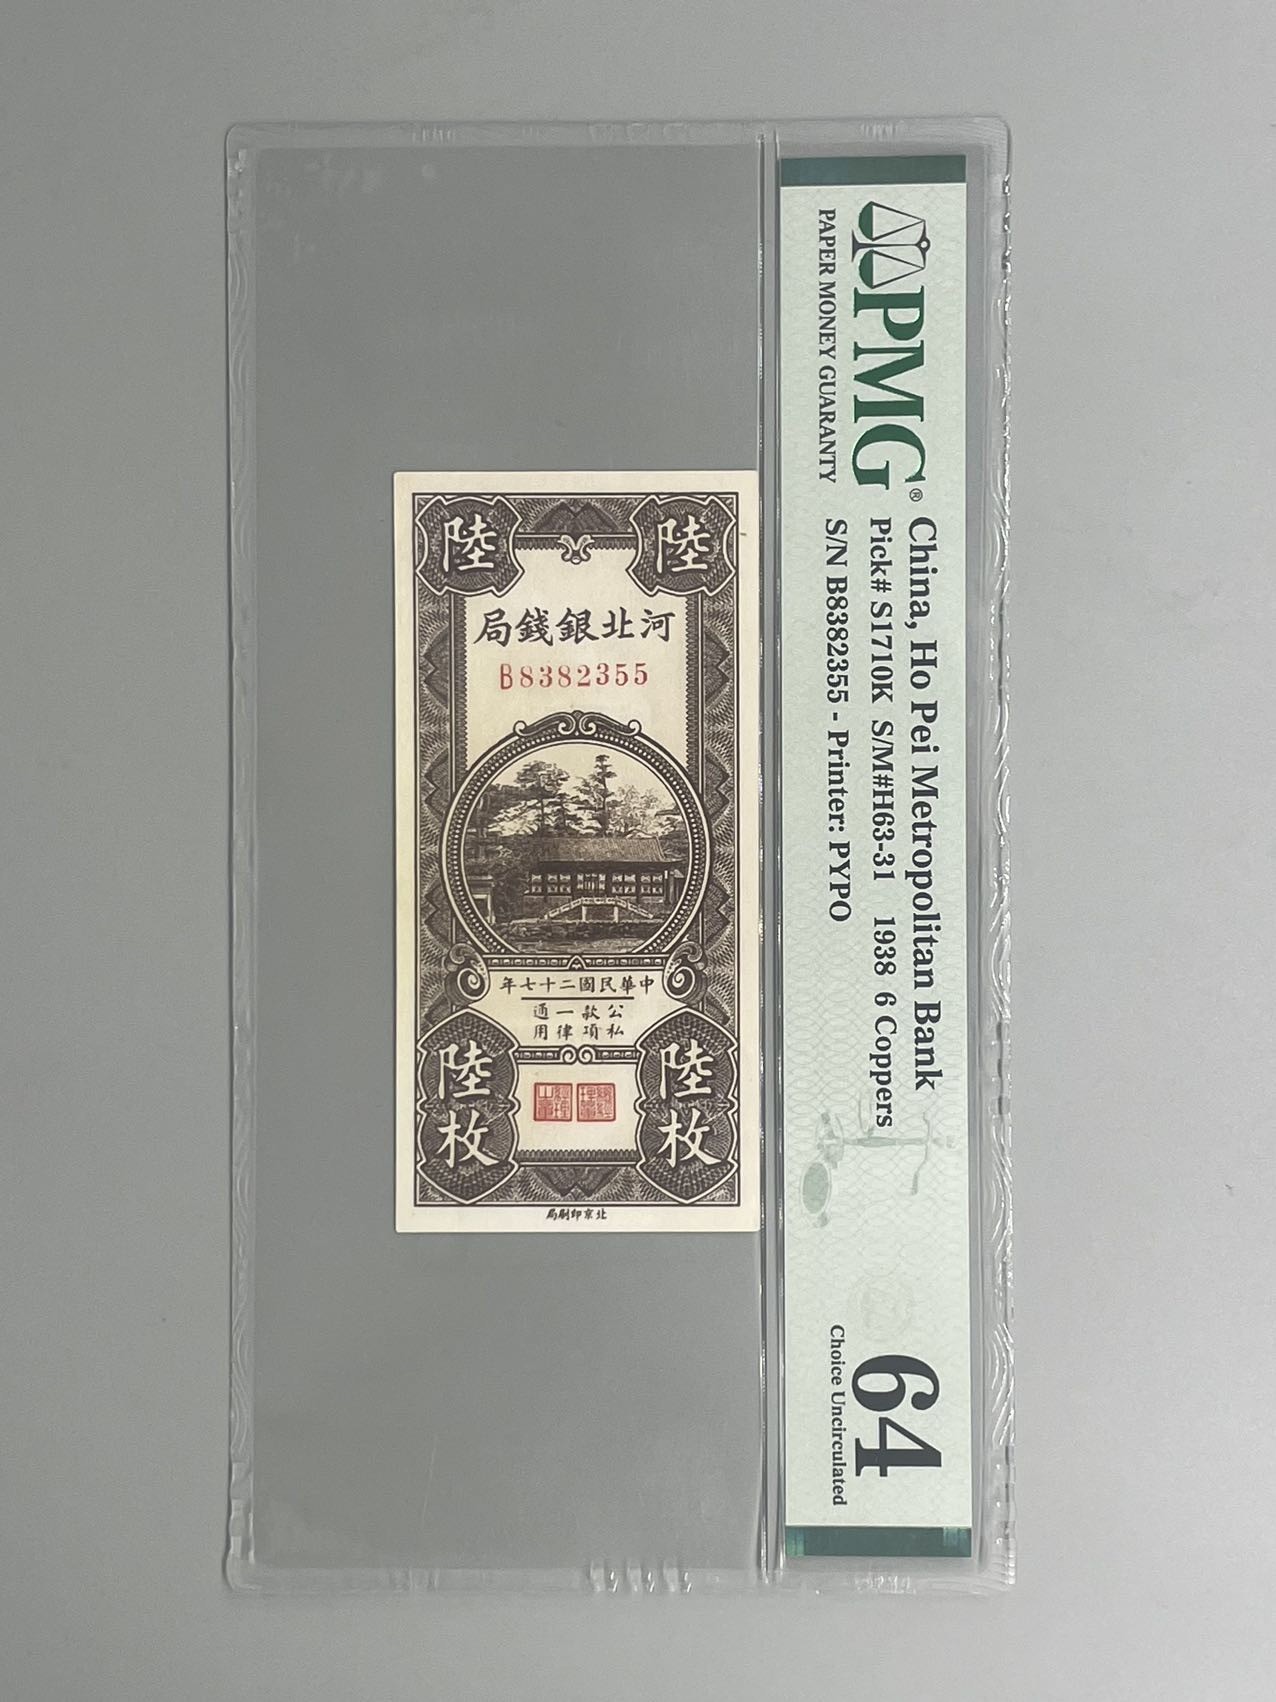 陸 陸
河北銀錢局
B8382355
中華民國二十七年
公私款項一律通用
陸枚 陸枚
北京印刷局
PMG®
PAPER MONEY GUARANTY
China, Ho Pei Metropolitan Bank
Pick# S1710K S/M#H63-31 1938 6 Coppers
S/N B8382355 - Printer: PYPO
64
Choice Uncirculated